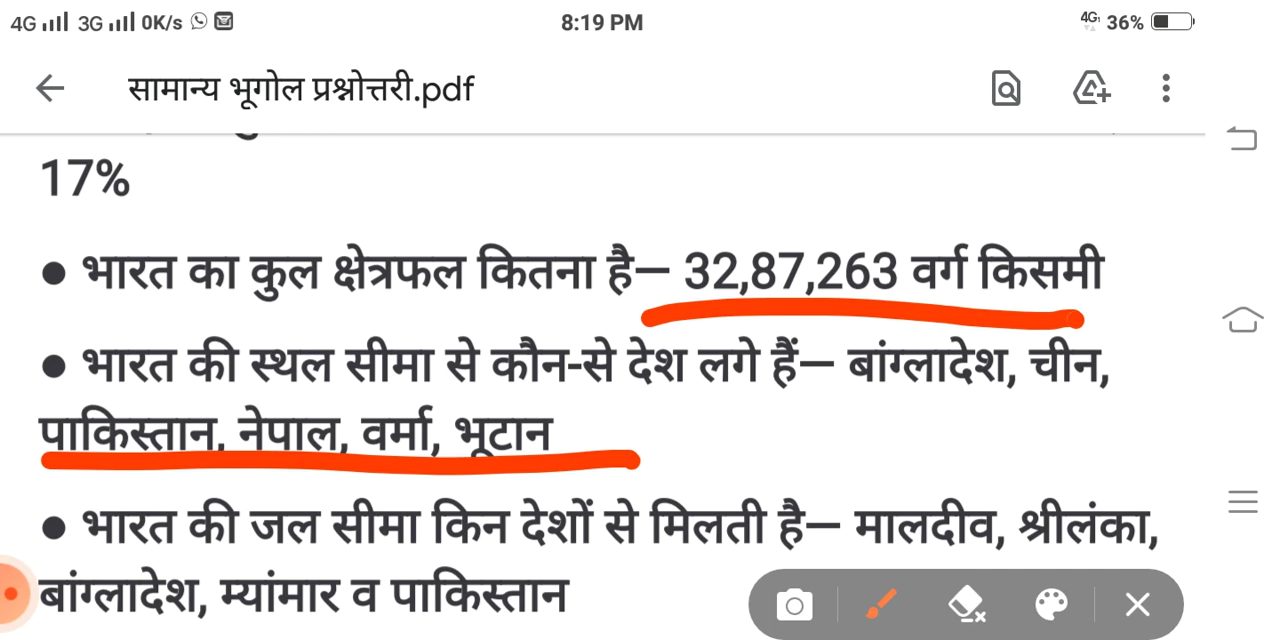 4G 3G 0K/s 8:19 PM 4G 36%
सामान्य भूगोल प्रश्नोत्तरी.pdf
17%
● भारत का कुल क्षेत्रफल कितना है– 32,87,263 वर्ग किसमी
● भारत की स्थल सीमा से कौन-से देश लगे हैं– बांग्लादेश, चीन,
पाकिस्तान, नेपाल, वर्मा, भूटान
● भारत की जल सीमा किन देशों से मिलती है– मालदीव, श्रीलंका,
बांग्लादेश, म्यांमार व पाकिस्तान